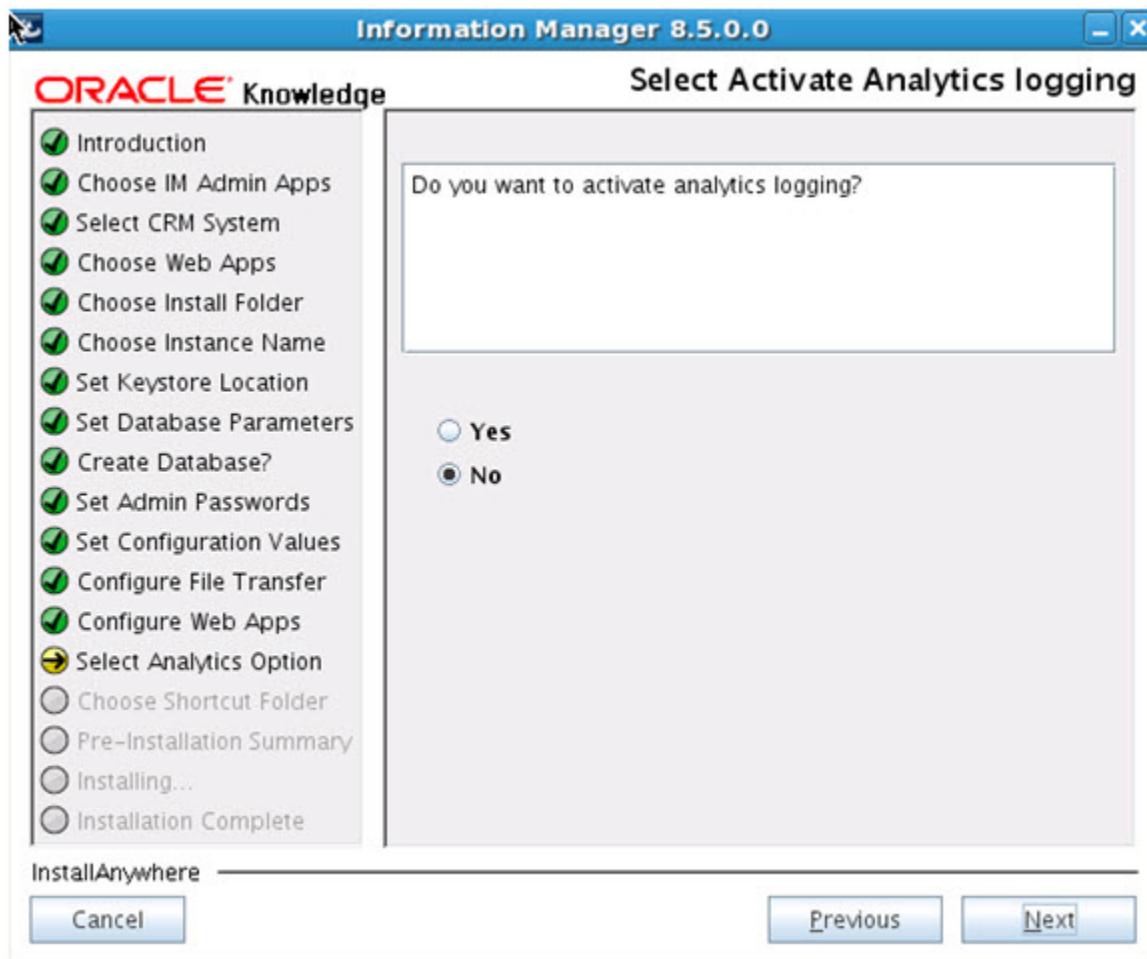 Information Manager 8.5.0.0
ORACLE Knowledge
Select Activate Analytics logging
Introduction
Choose IM Admin Apps
Select CRM System
Choose Web Apps
Choose Install Folder
Choose Instance Name
Set Keystore Location
Set Database Parameters
Create Database?
Set Admin Passwords
Set Configuration Values
Configure File Transfer
Configure Web Apps
Select Analytics Option
Choose Shortcut Folder
Pre-Installation Summary
Installing...
Installation Complete
Do you want to activate analytics logging?
Yes
No
InstallAnywhere
Cancel
Previous
Next